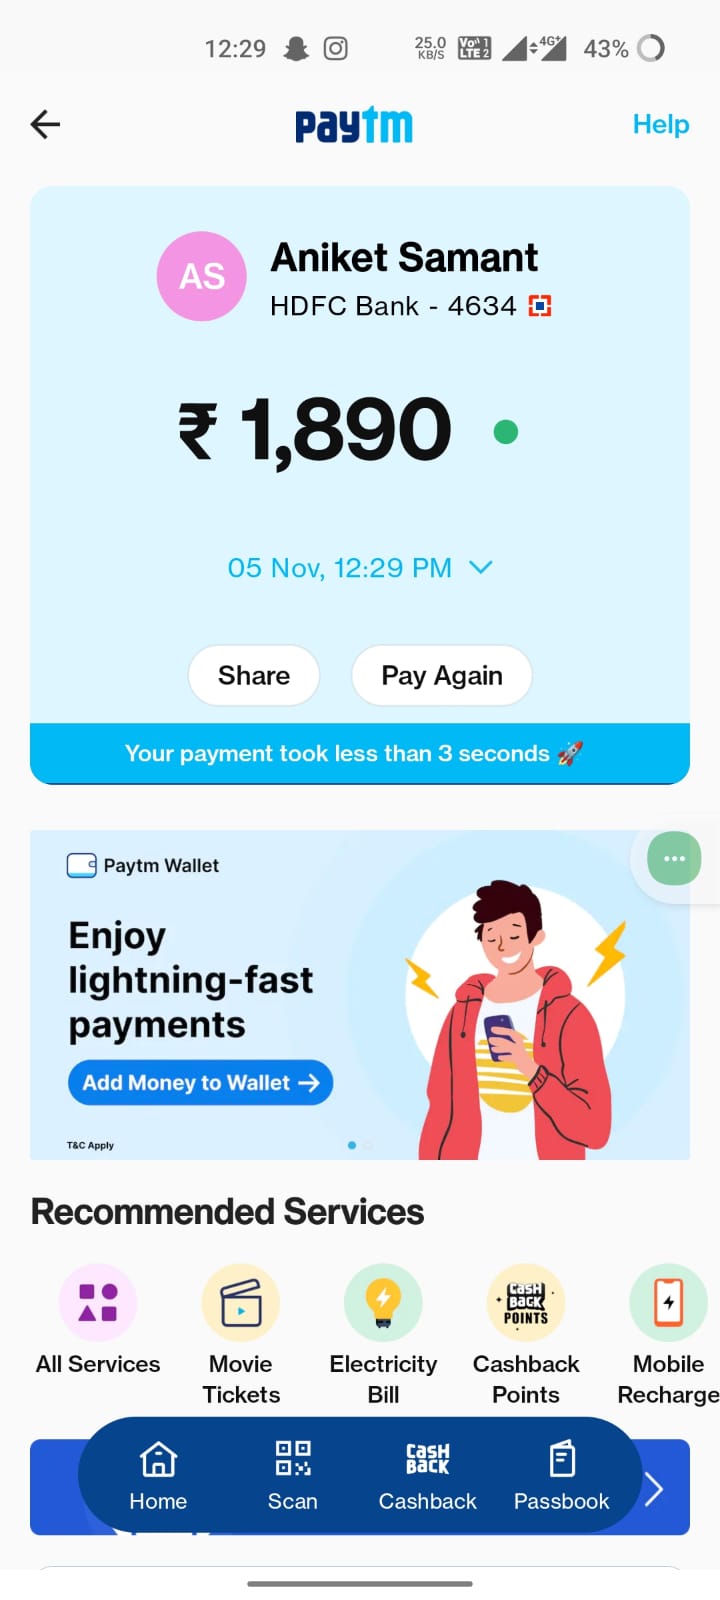 12:29
25.0
KB/S
Vo 1
LTE 2
4G+
43%
paytm
Help
AS
Aniket Samant
HDFC Bank - 4634
₹ 1,890
05 Nov, 12:29 PM
Share
Pay Again
Your payment took less than 3 seconds 🚀
Paytm Wallet
Enjoy
lightning-fast
payments
Add Money to Wallet →
T&C Apply
Recommended Services
CASH
BACK
POINTS
All Services
Movie
Tickets
Electricity
Bill
Cashback
Points
Mobile
Recharge
CASH
BACK
Home
Scan
Cashback
Passbook